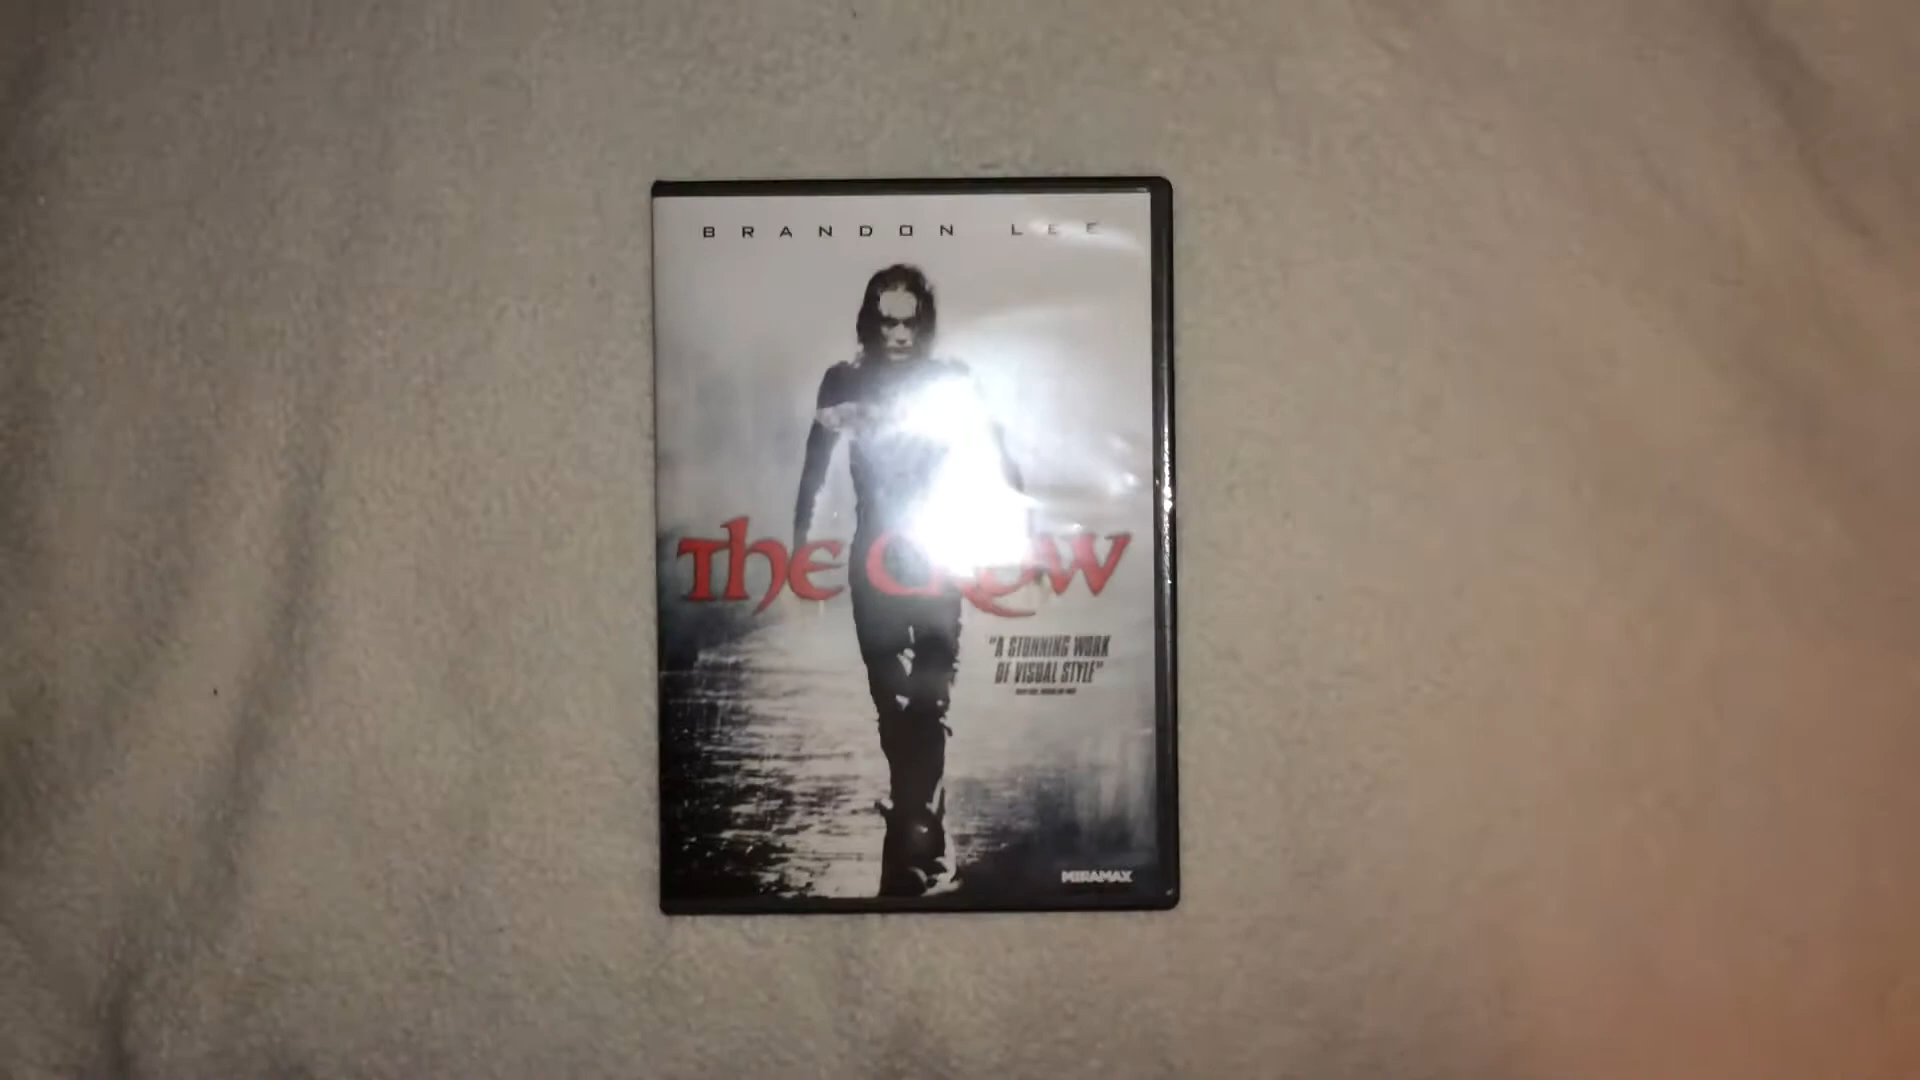 BRANDON LEE
The CROW
"A STUNNING WORK
OF VISUAL STYLE"
MIRAMAX